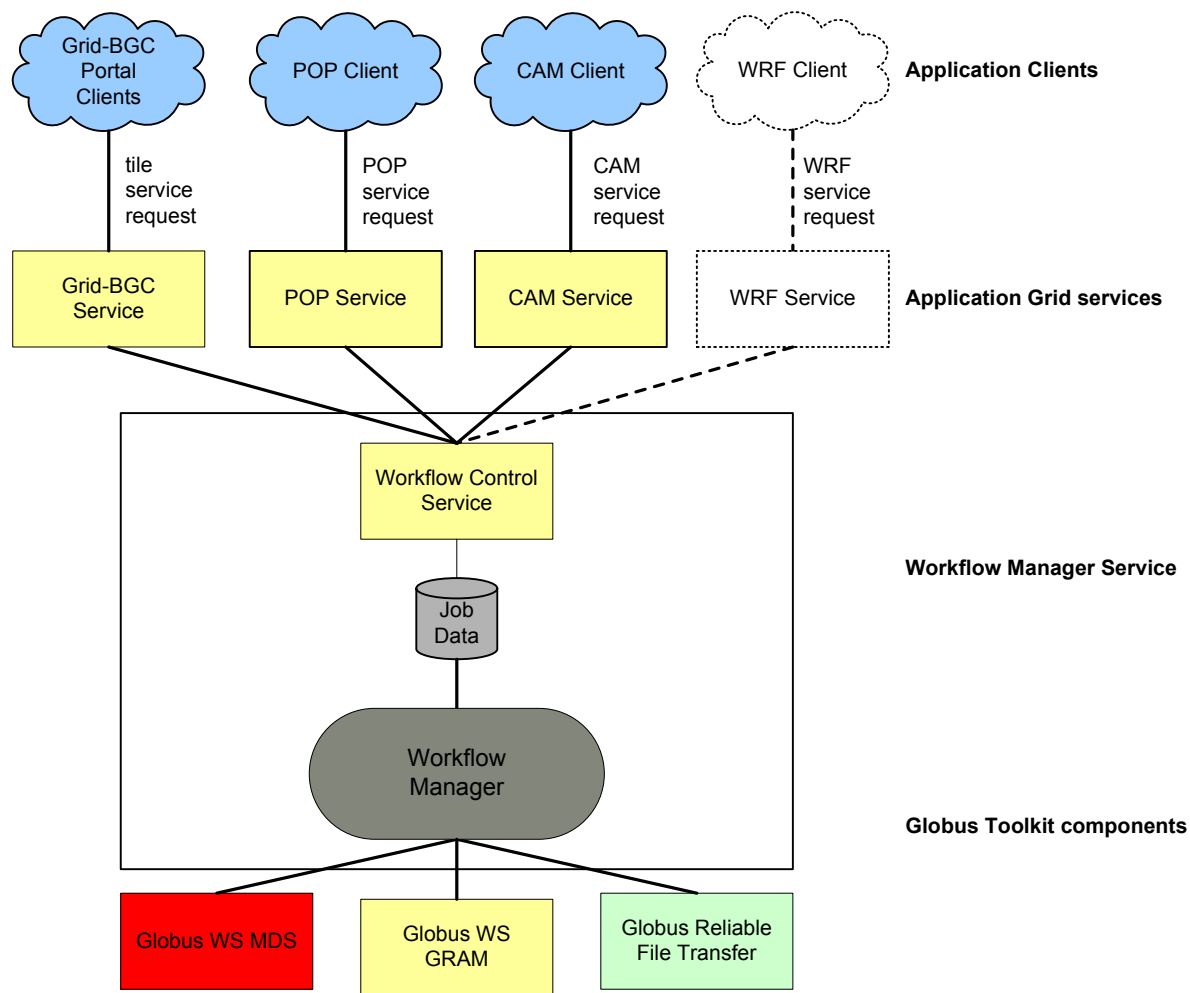 Grid-BGC
Portal
Clients
POP Client
CAM Client
WRF Client
Application Clients
tile
service
request
POP
service
request
CAM
service
request
WRF
service
request
Grid-BGC
Service
POP Service
CAM Service
WRF Service
Application Grid services
Workflow Control
Service
Workflow Manager Service
Job
Data
Workflow
Manager
Globus Toolkit components
Globus WS MDS
Globus WS
GRAM
Globus Reliable
File Transfer